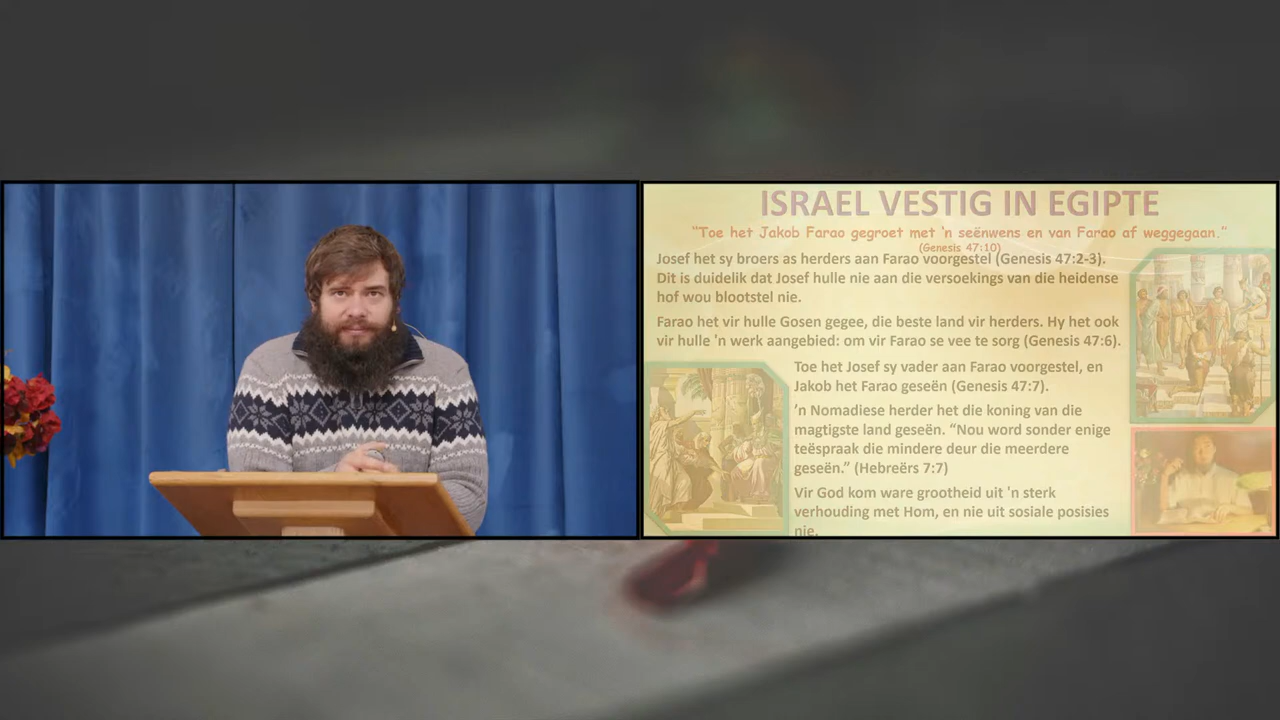 ISRAEL VESTIG IN EGIPTE
“Toe het Jakob Farao gegroet met ‘n seënwens en van Farao af weggegaan.”
(Genesis 47:10)
Josef het sy broers as herders aan Farao voorgestel (Genesis 47:2-3).
Dit is duidelik dat Josef hulle nie aan die versoekings van die heidense
hof wou blootstel nie.
Farao het vir hulle Gosen gegee, die beste land vir herders. Hy het ook
vir hulle 'n werk aangebied: om vir Farao se vee te sorg (Genesis 47:6).
Toe het Josef sy vader aan Farao voorgestel, en
Jakob het Farao geseën (Genesis 47:7).
’n Nomadiese herder het die koning van die
magtigste land geseën. “Nou word sonder enige
teëspraak die mindere deur die meerdere
geseën.” (Hebreërs 7:7)
Vir God kom ware grootheid uit 'n sterk
verhouding met Hom, en nie uit sosiale posisies
nie.